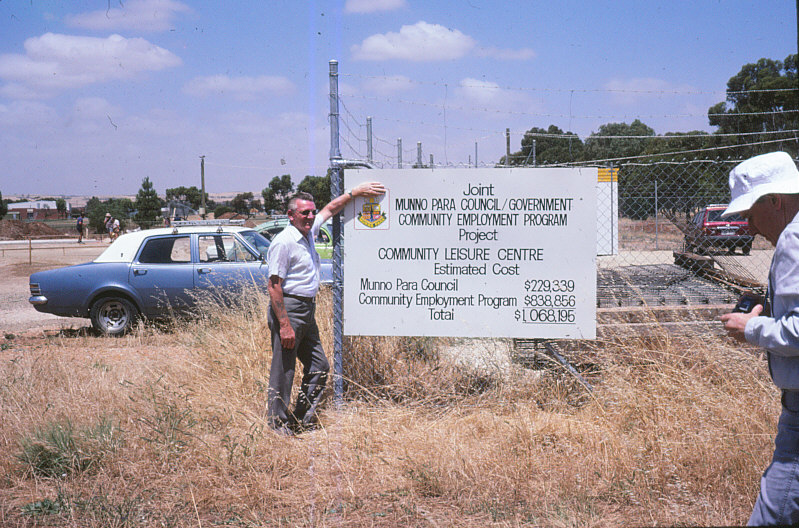 Joint
MUNNO PARA COUNCIL/GOVERNMENT
COMMUNITY EMPLOYMENT PROGRAM
Project
COMMUNITY LEISURE CENTRE
Estimated Cost
Munno Para Council $229,339
Community Employment Program $838,856
Total $1,068,195